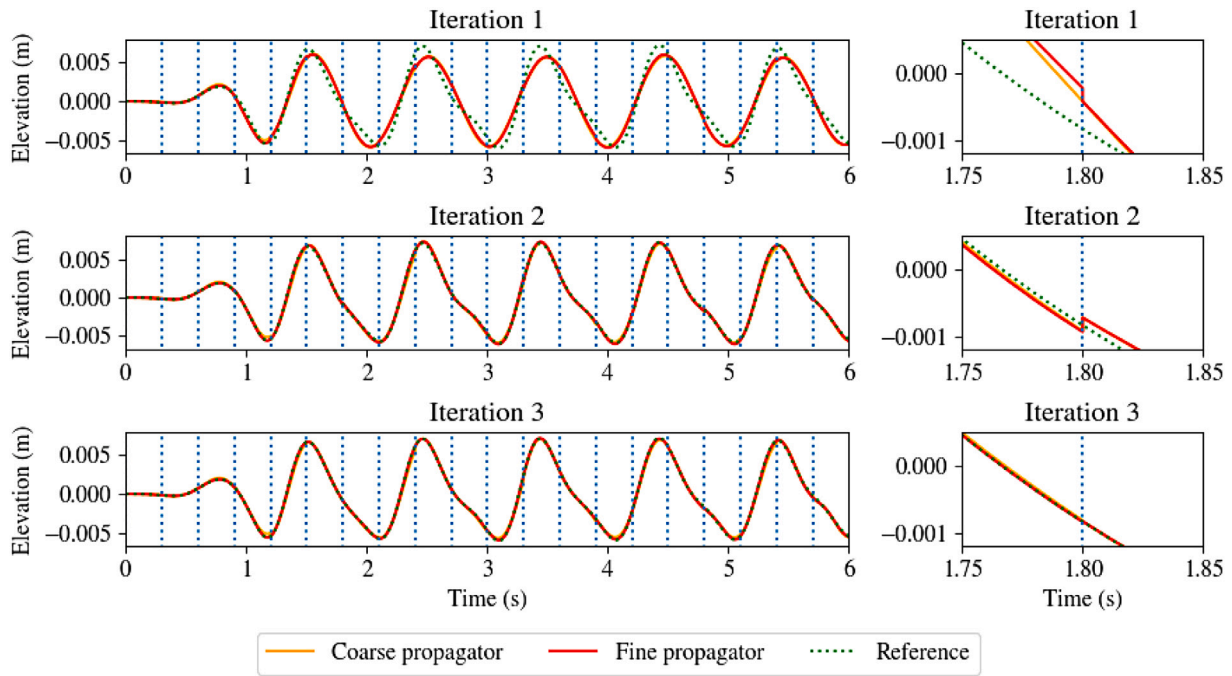 Iteration 1
Iteration 1
Elevation (m)
0.005
0.000
−0.005
0 1 2 3 4 5 6
0.000
−0.001
1.75 1.80 1.85
Iteration 2
Iteration 2
Elevation (m)
0.005
0.000
−0.005
0 1 2 3 4 5 6
0.000
−0.001
1.75 1.80 1.85
Iteration 3
Iteration 3
Elevation (m)
0.005
0.000
−0.005
0 1 2 3 4 5 6
Time (s)
0.000
−0.001
1.75 1.80 1.85
Time (s)
Coarse propagator Fine propagator Reference